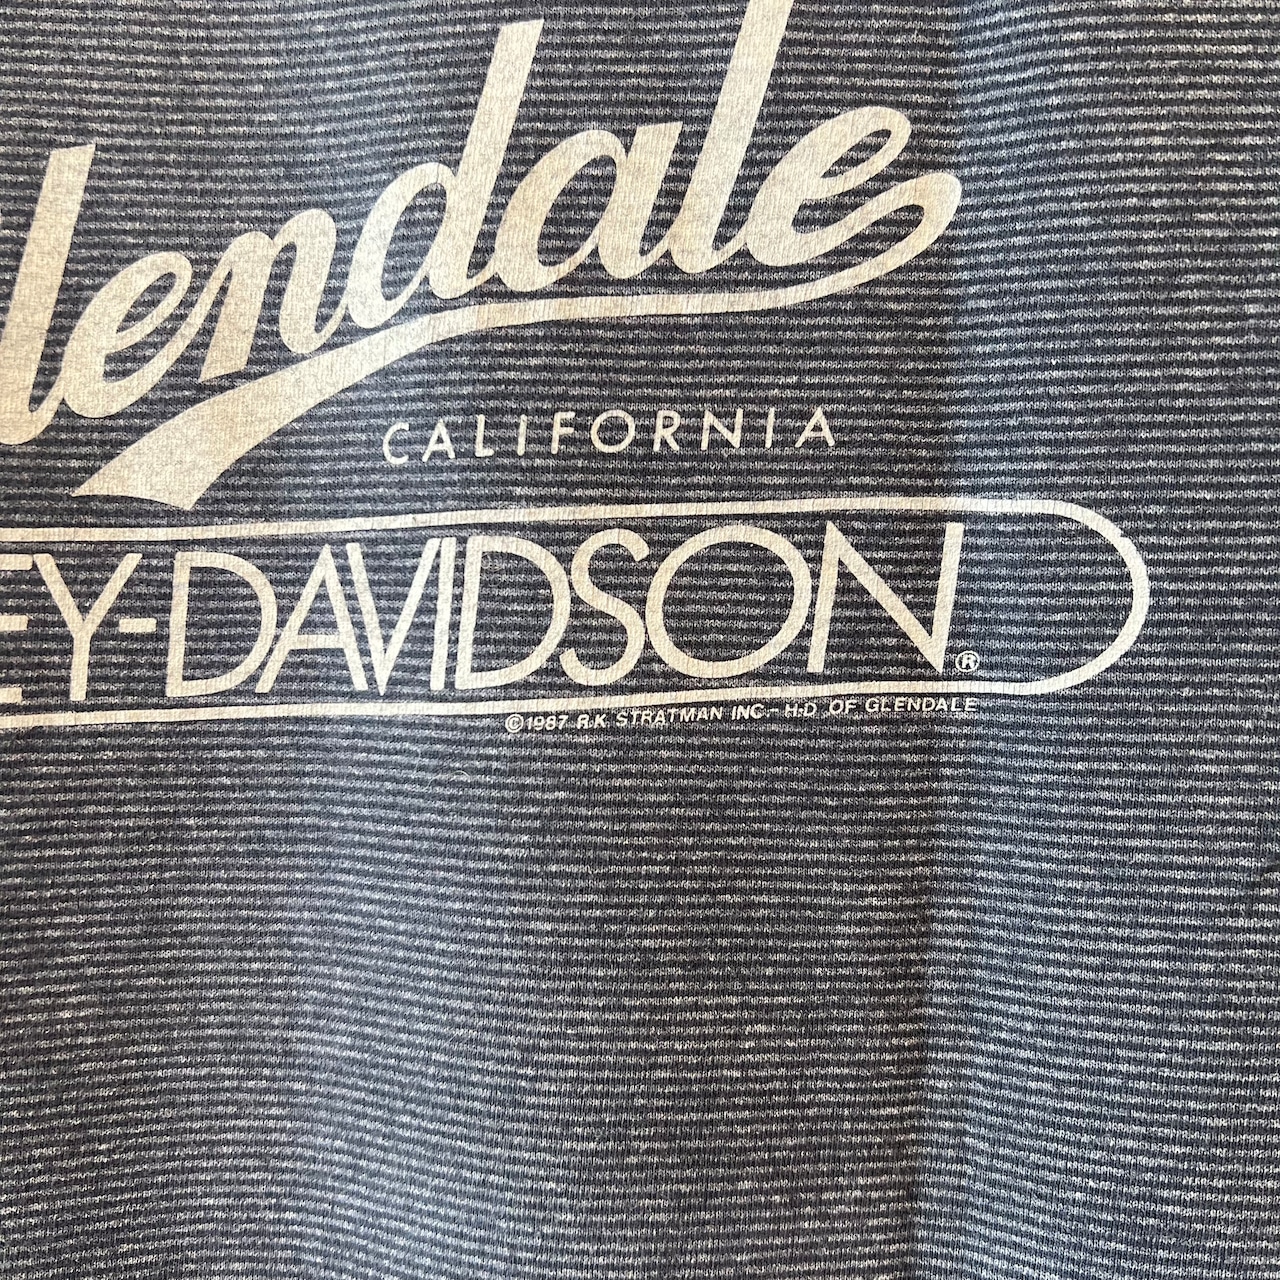 lendale
CALIFORNIA
EY-DAVIDSON®
©1987 R.K. STRATMAN INC - H-D OF GLENDALE